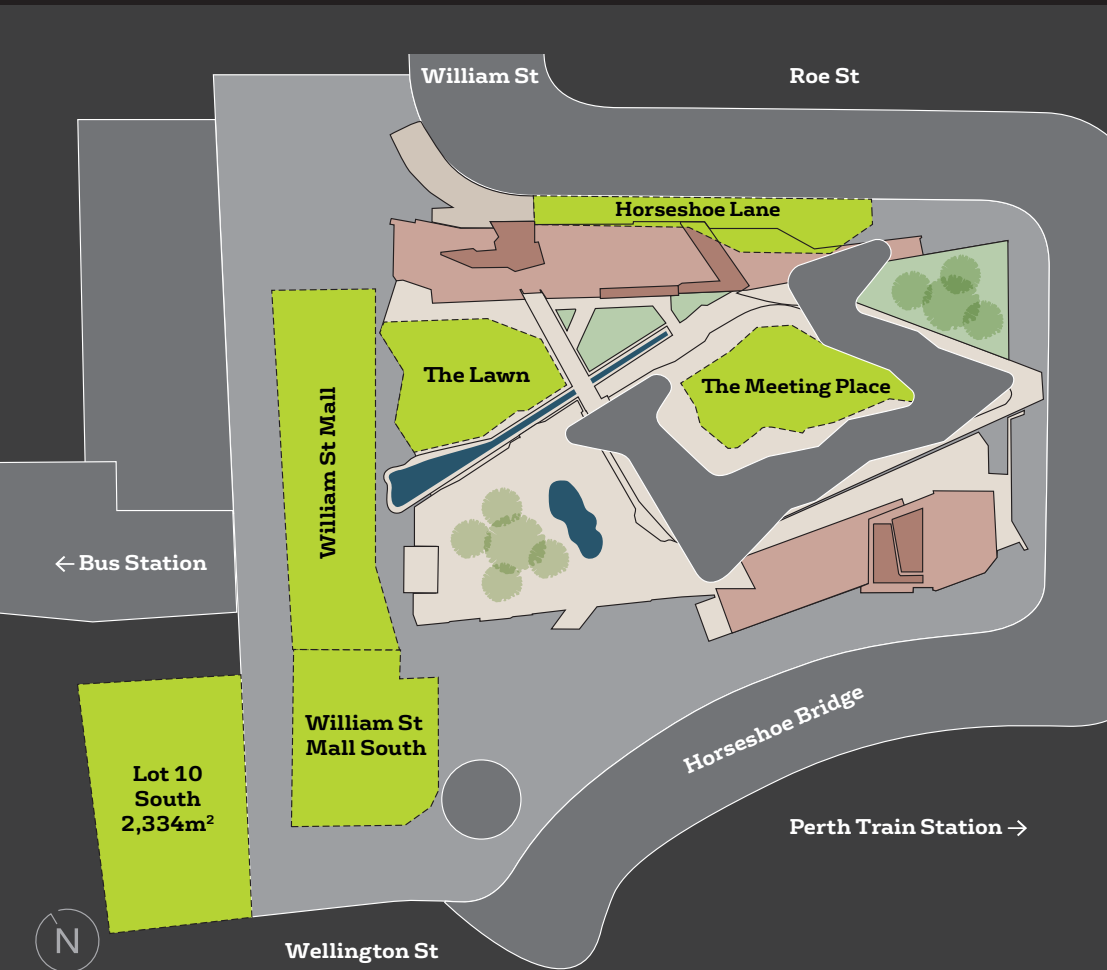 William St
Roe St
Horseshoe Lane
The Lawn
The Meeting Place
William St Mall
← Bus Station
William St
Mall South
Horseshoe Bridge
Lot 10
South
2,334m²
Perth Train Station →
Wellington St
N